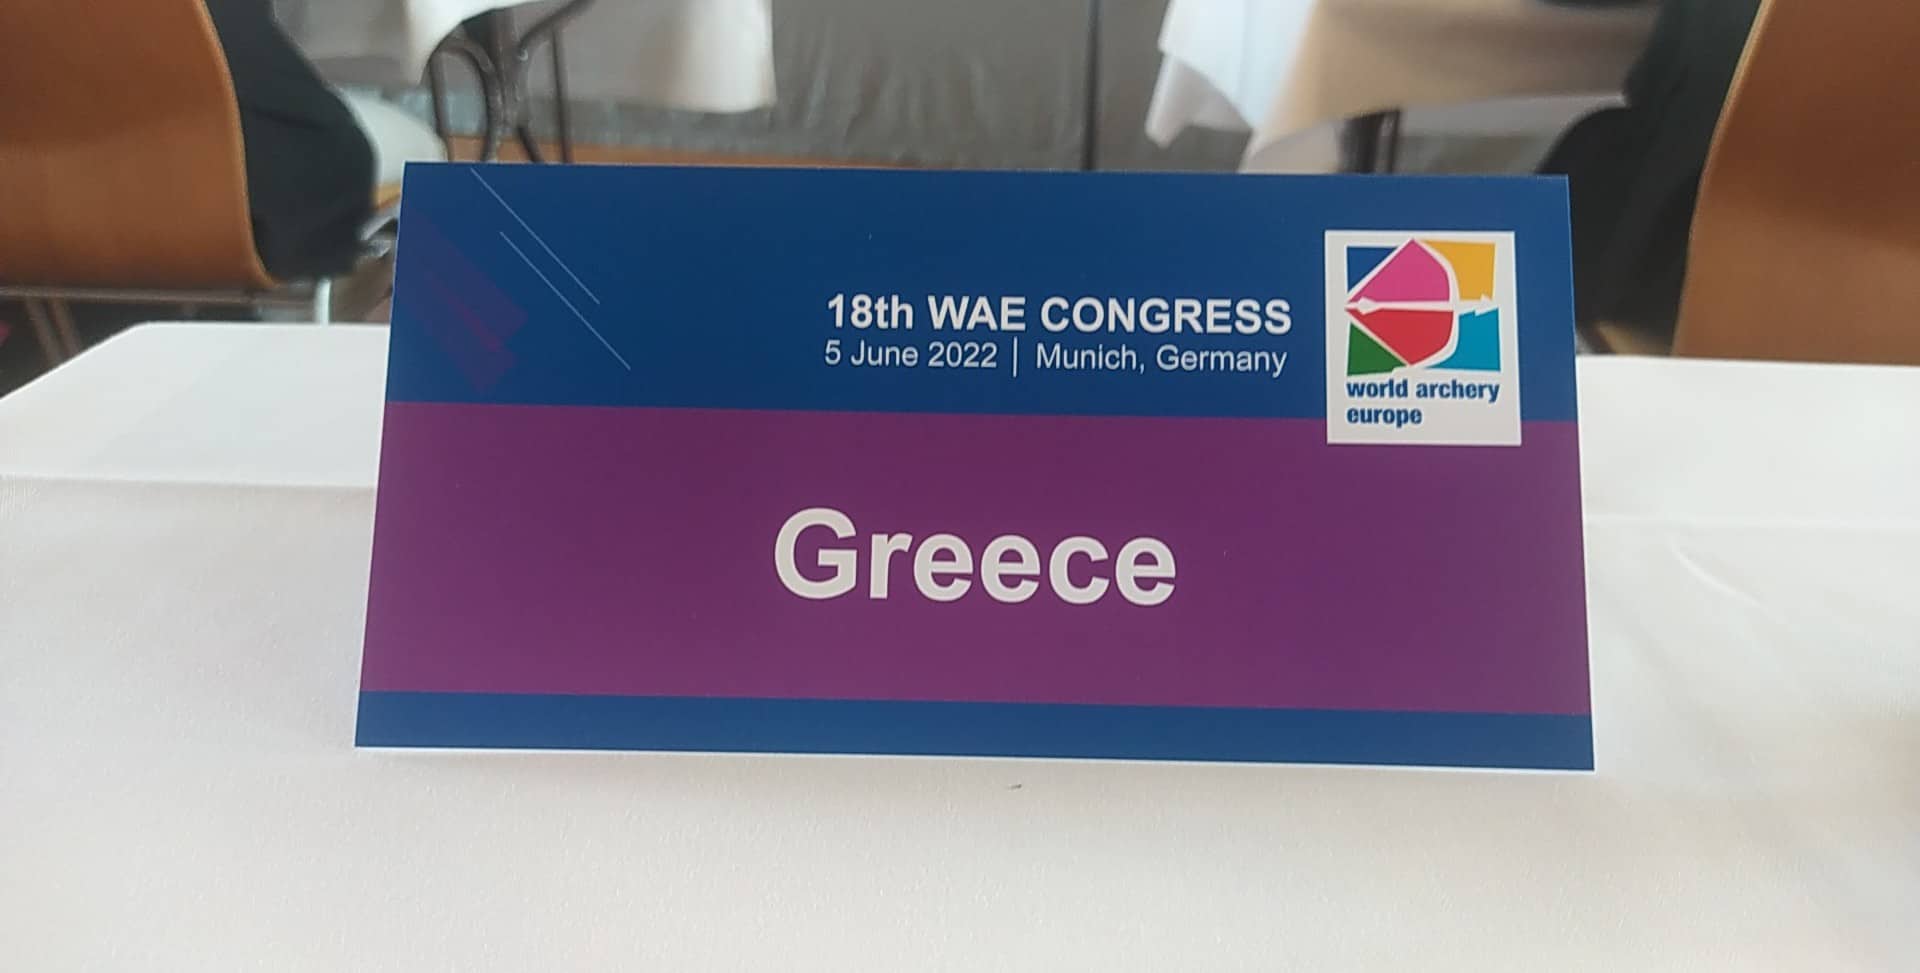 18th WAE CONGRESS
5 June 2022 | Munich, Germany
world archery
europe
Greece